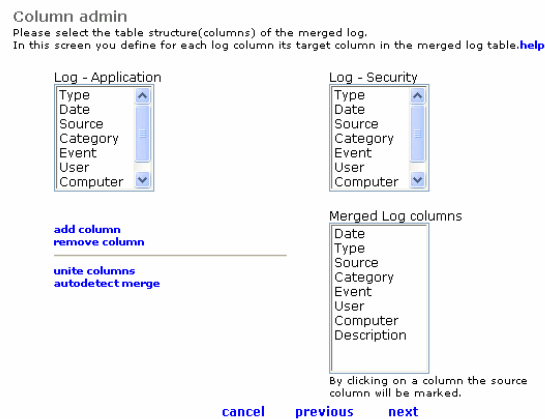 Column admin
Please select the table structure(columns) of the merged log.
In this screen you define for each log column its target column in the merged log table.help
Log - Application
Type
Date
Source
Category
Event
User
Computer
Log - Security
Type
Date
Source
Category
Event
User
Computer
add column
remove column
unite columns
autodetect merge
Merged Log columns
Date
Type
Source
Category
Event
User
Computer
Description
By clicking on a column the source
column will be marked.
cancel previous next